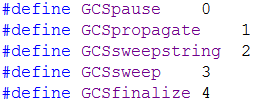 #define GCSpause 0
#define GCSpropagate 1
#define GCSsweepstring 2
#define GCSsweep 3
#define GCSfinalize 4